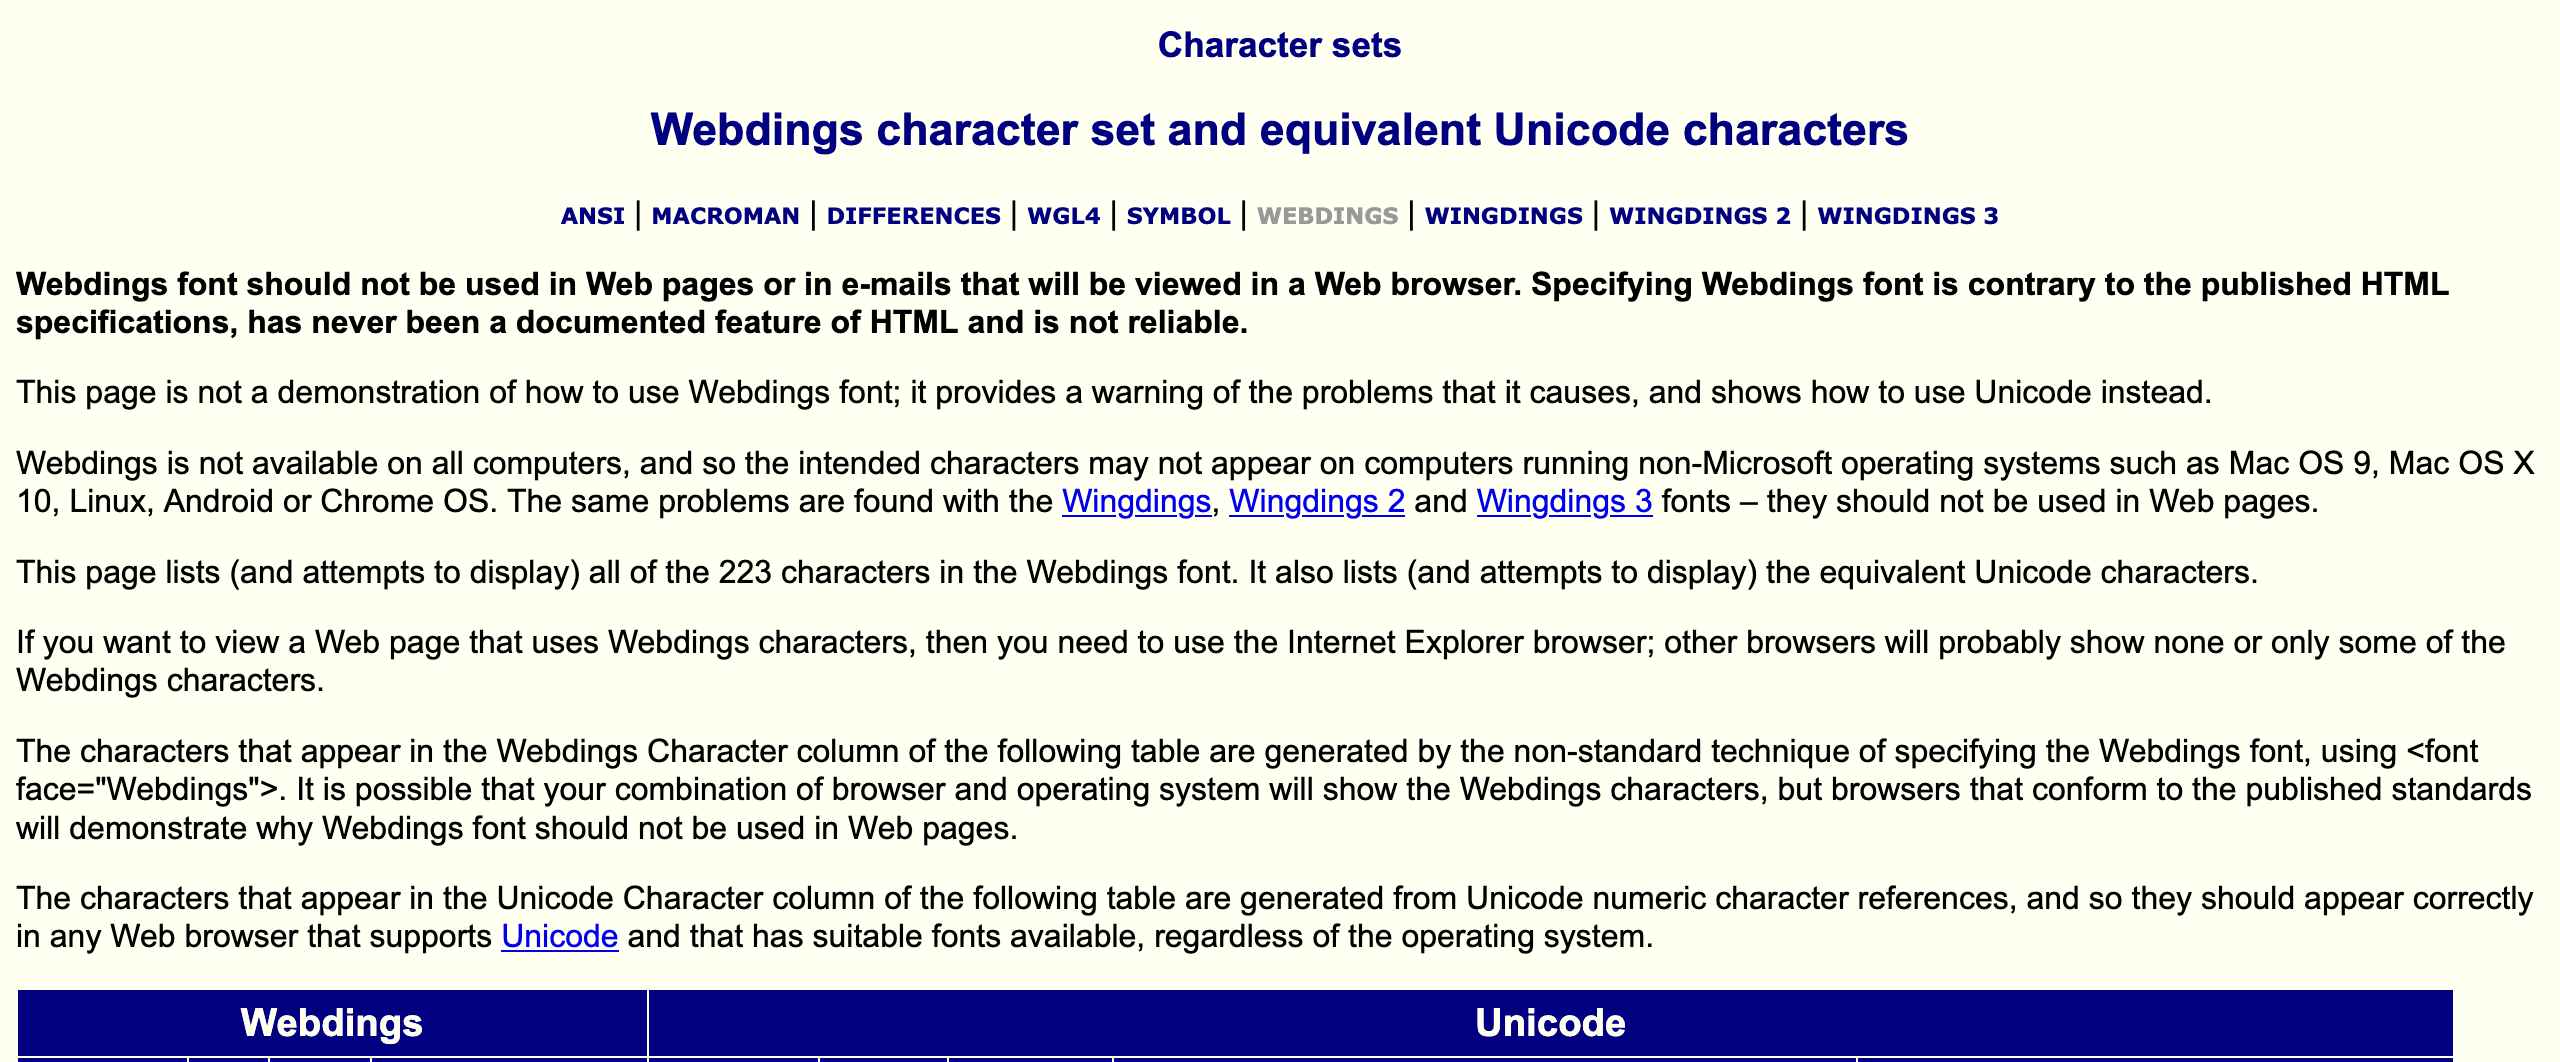 Character sets
Webdings character set and equivalent Unicode characters
ANSI | MACROMAN | DIFFERENCES | WGL4 | SYMBOL | WEBDINGS | WINGDINGS | WINGDINGS 2 | WINGDINGS 3
Webdings font should not be used in Web pages or in e-mails that will be viewed in a Web browser. Specifying Webdings font is contrary to the published HTML
specifications, has never been a documented feature of HTML and is not reliable.
This page is not a demonstration of how to use Webdings font; it provides a warning of the problems that it causes, and shows how to use Unicode instead.
Webdings is not available on all computers, and so the intended characters may not appear on computers running non-Microsoft operating systems such as Mac OS 9, Mac OS X
10, Linux, Android or Chrome OS. The same problems are found with the Wingdings, Wingdings 2 and Wingdings 3 fonts – they should not be used in Web pages.
This page lists (and attempts to display) all of the 223 characters in the Webdings font. It also lists (and attempts to display) the equivalent Unicode characters.
If you want to view a Web page that uses Webdings characters, then you need to use the Internet Explorer browser; other browsers will probably show none or only some of the
Webdings characters.
The characters that appear in the Webdings Character column of the following table are generated by the non-standard technique of specifying the Webdings font, using <font
face="Webdings">. It is possible that your combination of browser and operating system will show the Webdings characters, but browsers that conform to the published standards
will demonstrate why Webdings font should not be used in Web pages.
The characters that appear in the Unicode Character column of the following table are generated from Unicode numeric character references, and so they should appear correctly
in any Web browser that supports Unicode and that has suitable fonts available, regardless of the operating system.
Webdings
Unicode